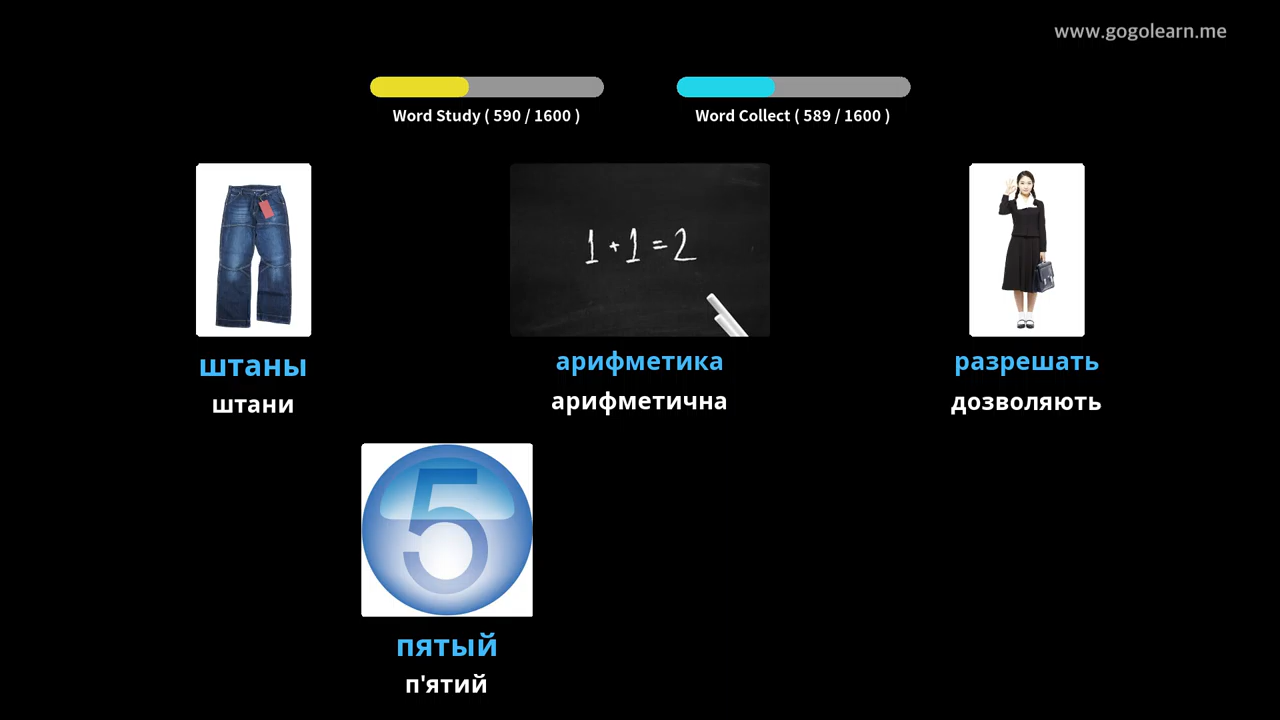 www.gogolearn.me
Word Study ( 590 / 1600 )
Word Collect ( 589 / 1600 )
1 + 1 = 2
штаны
штани
арифметика
арифметична
разрешать
дозволяють
5
пятый
п'ятий